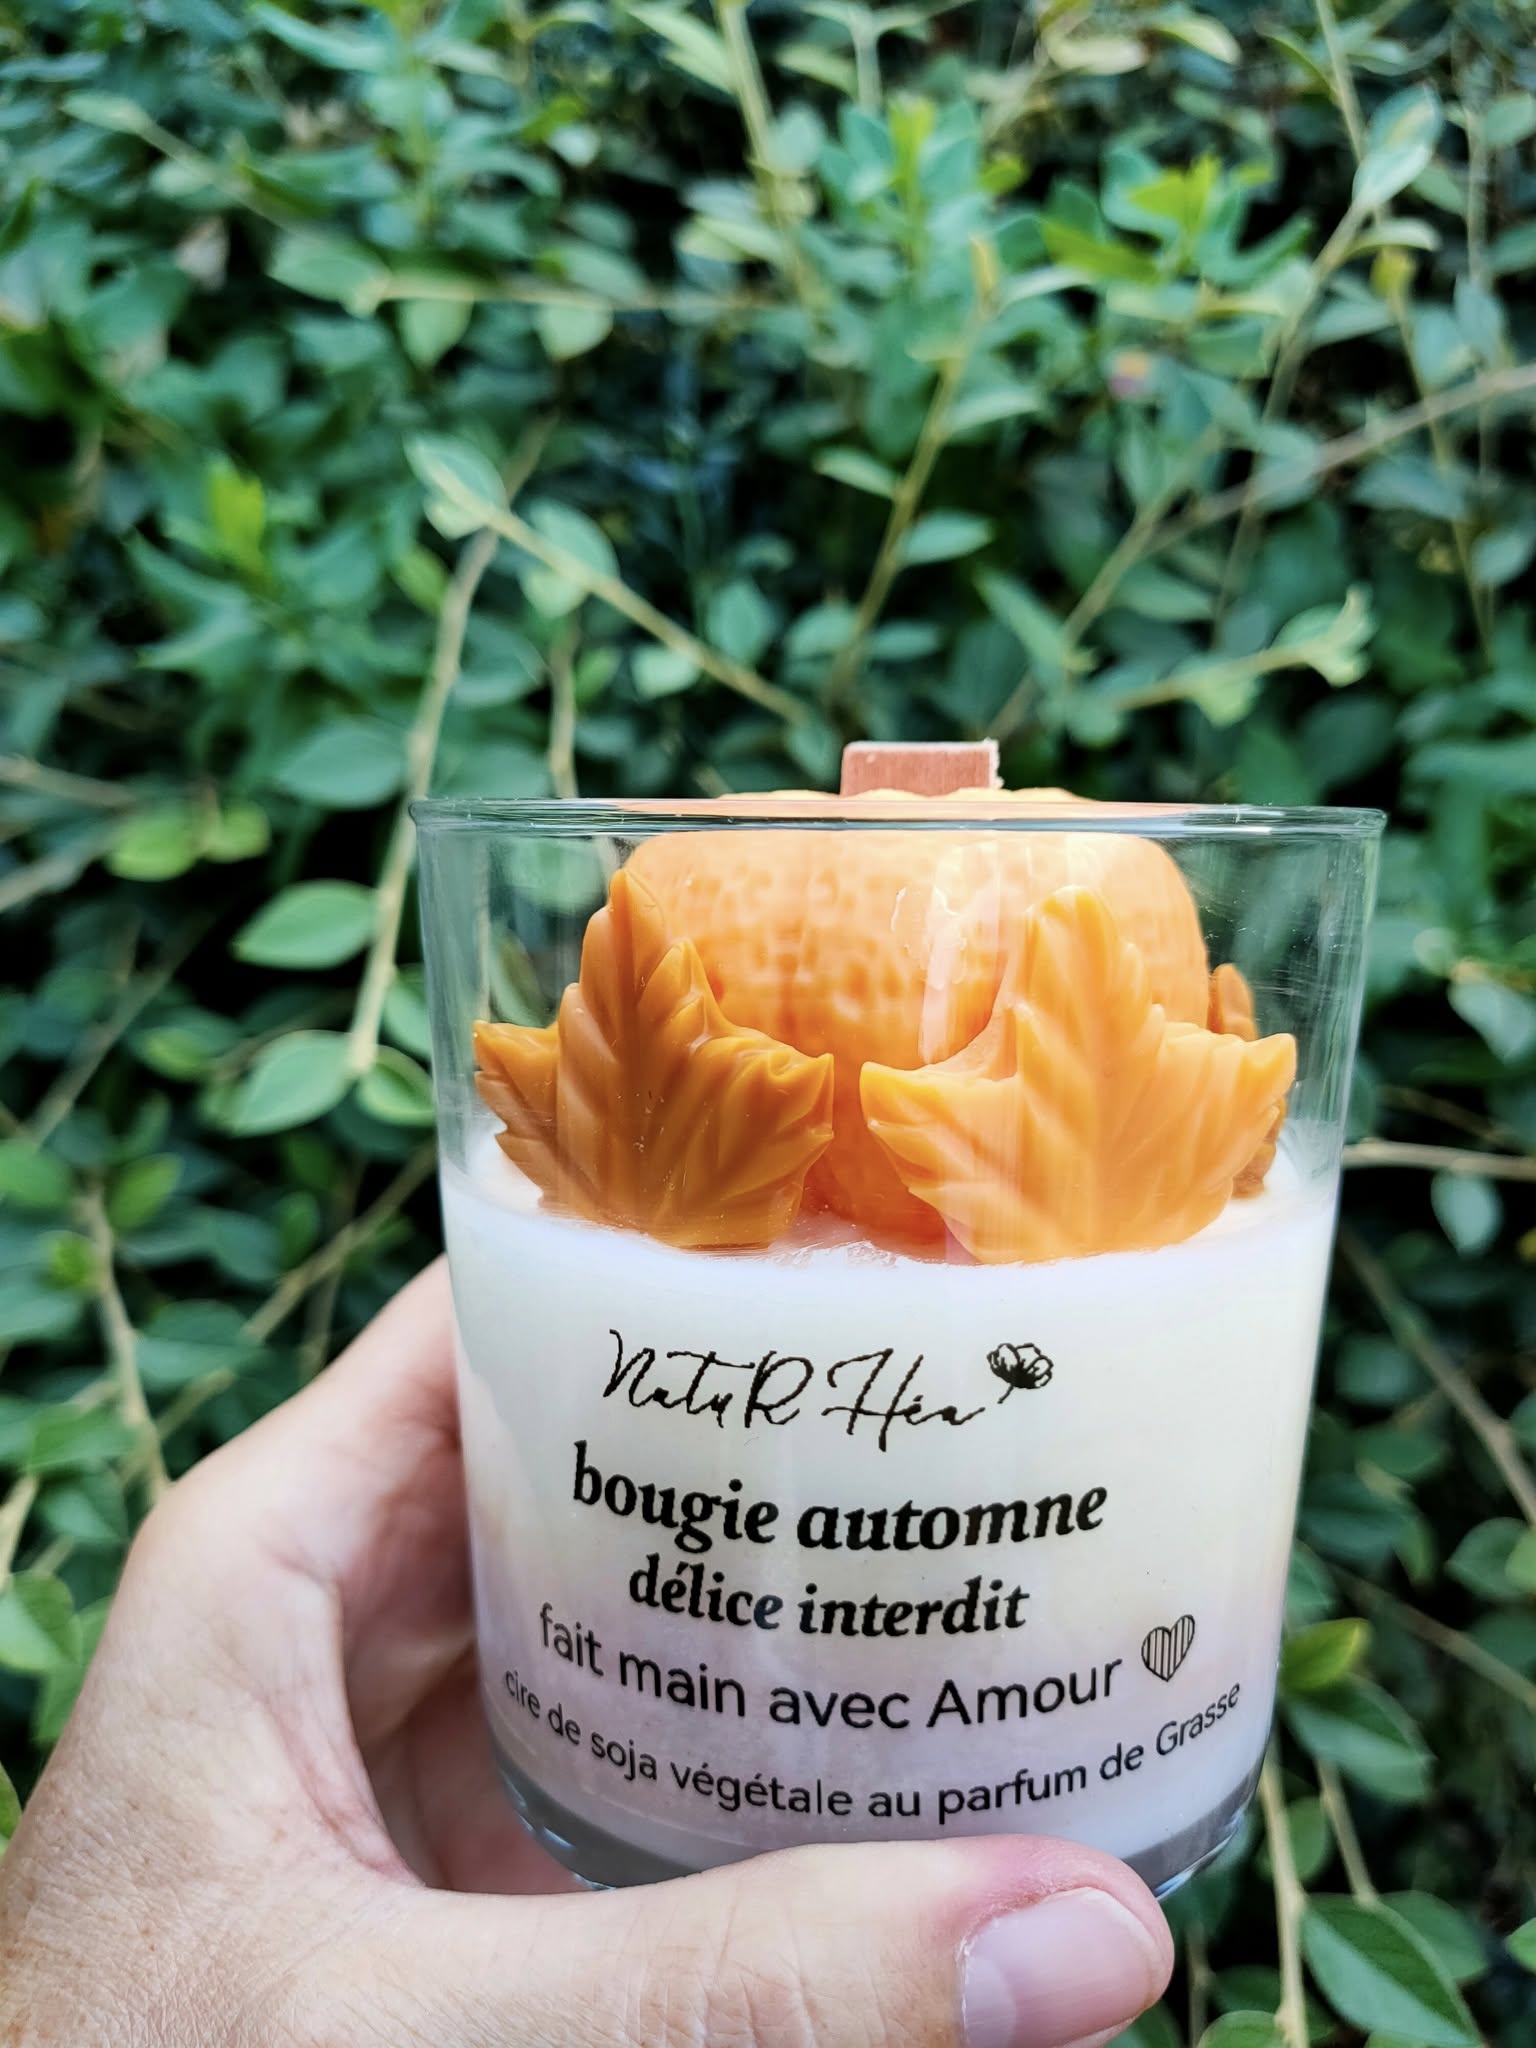 NatuR Héa
bougie automne
délice interdit
fait main avec Amour
cire de soja végétale au parfum de Grasse